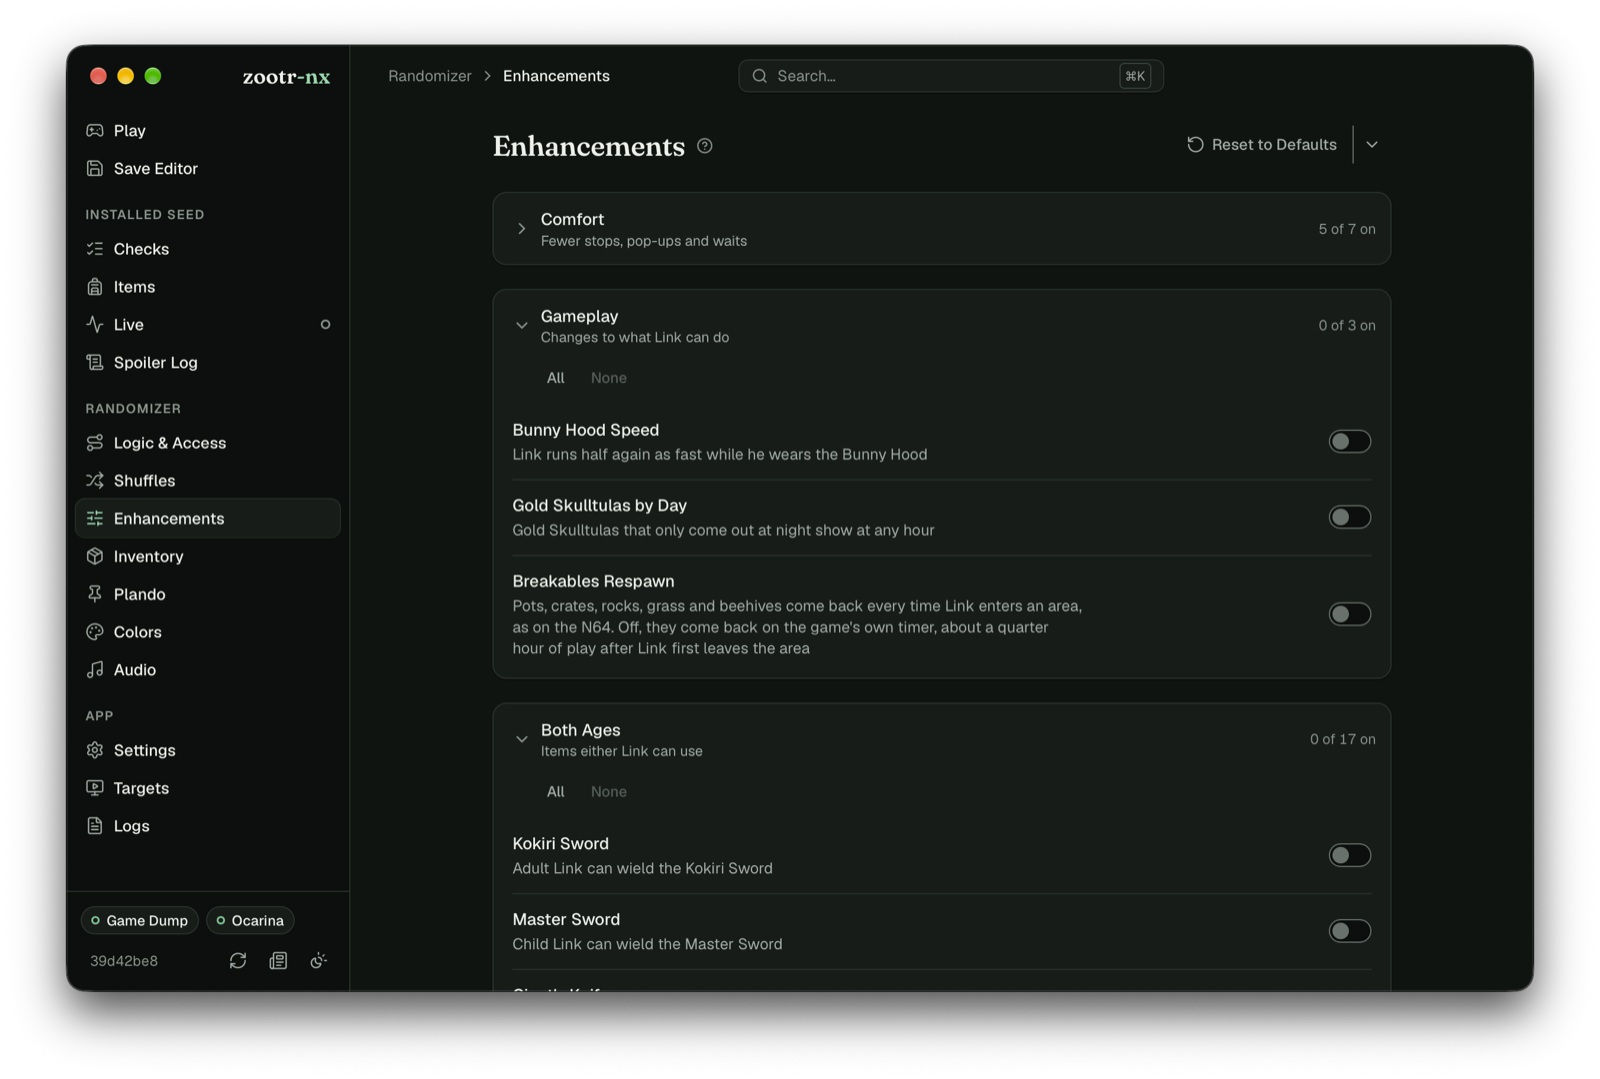 zootr-nx
Play
Save Editor
INSTALLED SEED
Checks
Items
Live
Spoiler Log
RANDOMIZER
Logic & Access
Shuffles
Enhancements
Inventory
Plando
Colors
Audio
APP
Settings
Targets
Logs
Game Dump
Ocarina
39d42be8
Randomizer > Enhancements
Search...
⌘K
Enhancements
Reset to Defaults
Comfort
Fewer stops, pop-ups and waits
5 of 7 on
Gameplay
Changes to what Link can do
0 of 3 on
All None
Bunny Hood Speed
Link runs half again as fast while he wears the Bunny Hood
Gold Skulltulas by Day
Gold Skulltulas that only come out at night show at any hour
Breakables Respawn
Pots, crates, rocks, grass and beehives come back every time Link enters an area,
as on the N64. Off, they come back on the game's own timer, about a quarter
hour of play after Link first leaves the area
Both Ages
Items either Link can use
0 of 17 on
All None
Kokiri Sword
Adult Link can wield the Kokiri Sword
Master Sword
Child Link can wield the Master Sword